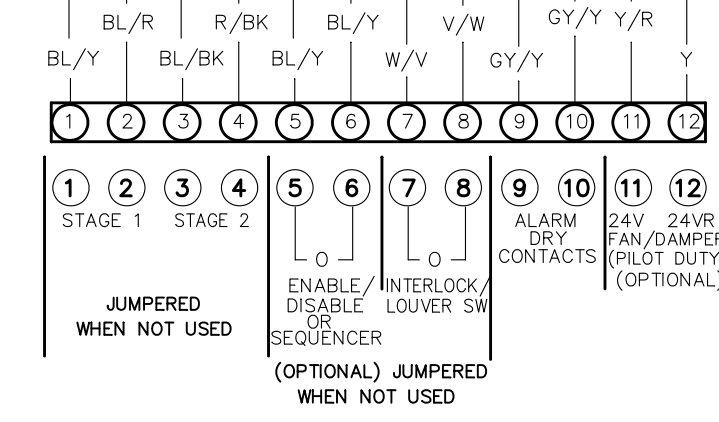 BL/R R/BK BL/Y V/W GY/Y Y/R
BL/Y BL/BK BL/Y W/V GY/Y Y
1 2 3 4 5 6 7 8 9 10 11 12
1 2 3 4 5 6 7 8 9 10 11 12
STAGE 1 STAGE 2
O O
ALARM
DRY
CONTACTS
24V 24VR
FAN/DAMPER
(PILOT DUTY
(OPTIONAL)
ENABLE/
DISABLE
OR
SEQUENCER
INTERLOCK/
LOUVER SW
JUMPERED
WHEN NOT USED
(OPTIONAL) JUMPERED
WHEN NOT USED